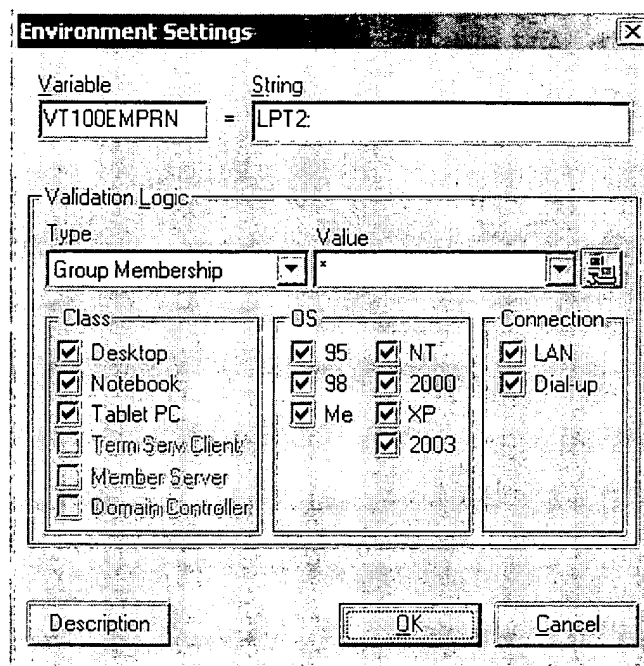 Environment Settings
Variable String
VT100EMPRN = LPT2:
Validation Logic
Type Value
Group Membership *
Class OS Connection
Desktop 95 NT LAN
Notebook 98 2000 Dial-up
Tablet PC Me XP
Term Serv Client 2003
Member Server
Domain Controller
Description OK Cancel